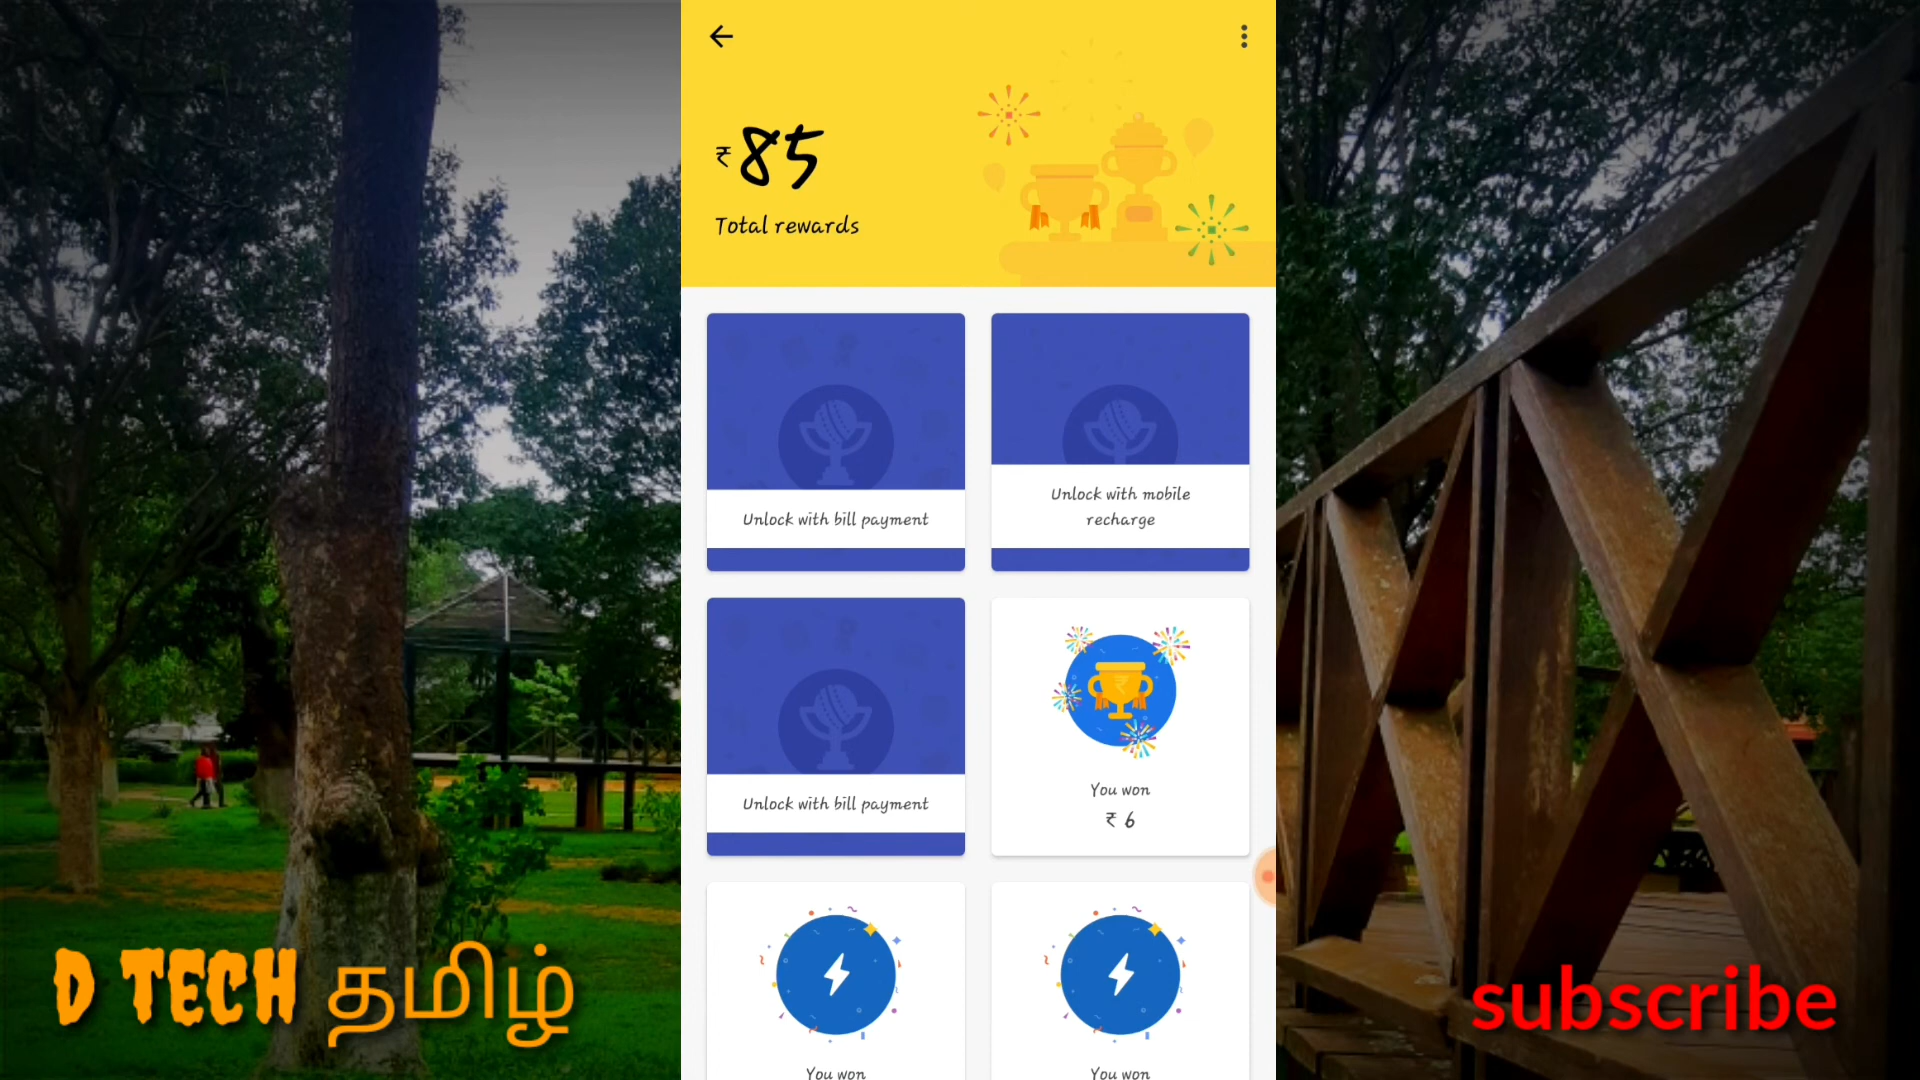 ₹85
Total rewards
Unlock with bill payment
Unlock with mobile
recharge
Unlock with bill payment
You won
₹ 6
You won
You won
D TECH தமிழ்
subscribe